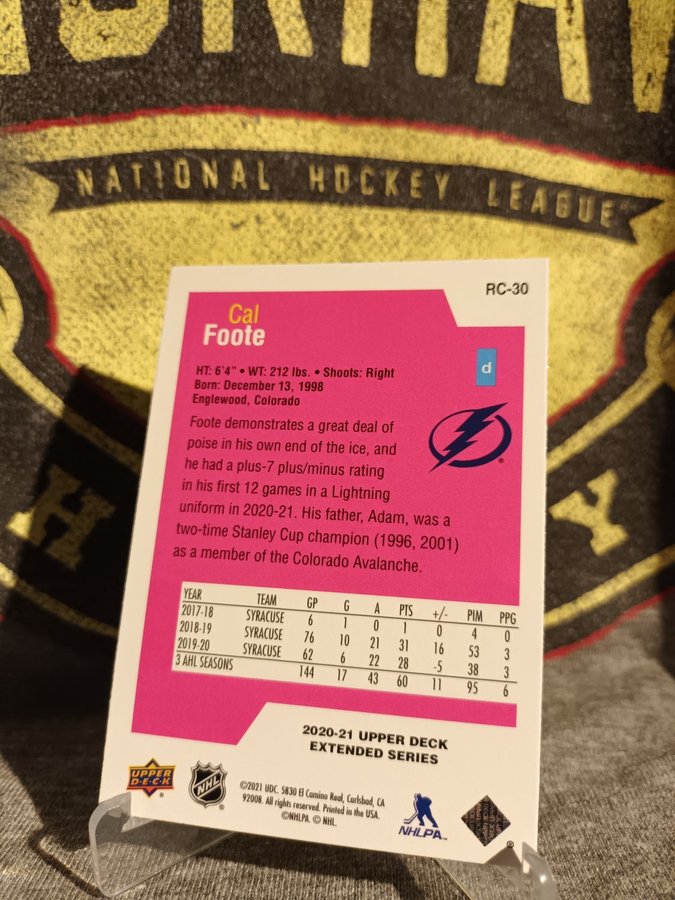 NATIONAL HOCKEY LEAGUE
RC-30
Cal
Foote
d
HT: 6'4" • WT: 212 lbs. • Shoots: Right
Born: December 13, 1998
Englewood, Colorado
Foote demonstrates a great deal of
poise in his own end of the ice, and
he had a plus-7 plus/minus rating
in his first 12 games in a Lightning
uniform in 2020-21. His father, Adam, was a
two-time Stanley Cup champion (1996, 2001)
as a member of the Colorado Avalanche.
YEAR TEAM GP G A PTS +/- PIM PPG
2017-18 SYRACUSE 6 1 0 1 0 4 0
2018-19 SYRACUSE 76 10 21 31 16 53 3
2019-20 SYRACUSE 62 6 22 28 -5 38 3
3 AHL SEASONS 144 17 43 60 11 95 6
2020-21 UPPER DECK
EXTENDED SERIES
UPPER
D·E·C·K
NHL
©2021 UDC. 5830 El Camino Real, Carlsbad, CA
92008. All rights reserved. Printed in the USA.
©NHLPA. © NHL.
NHLPA
H
Y